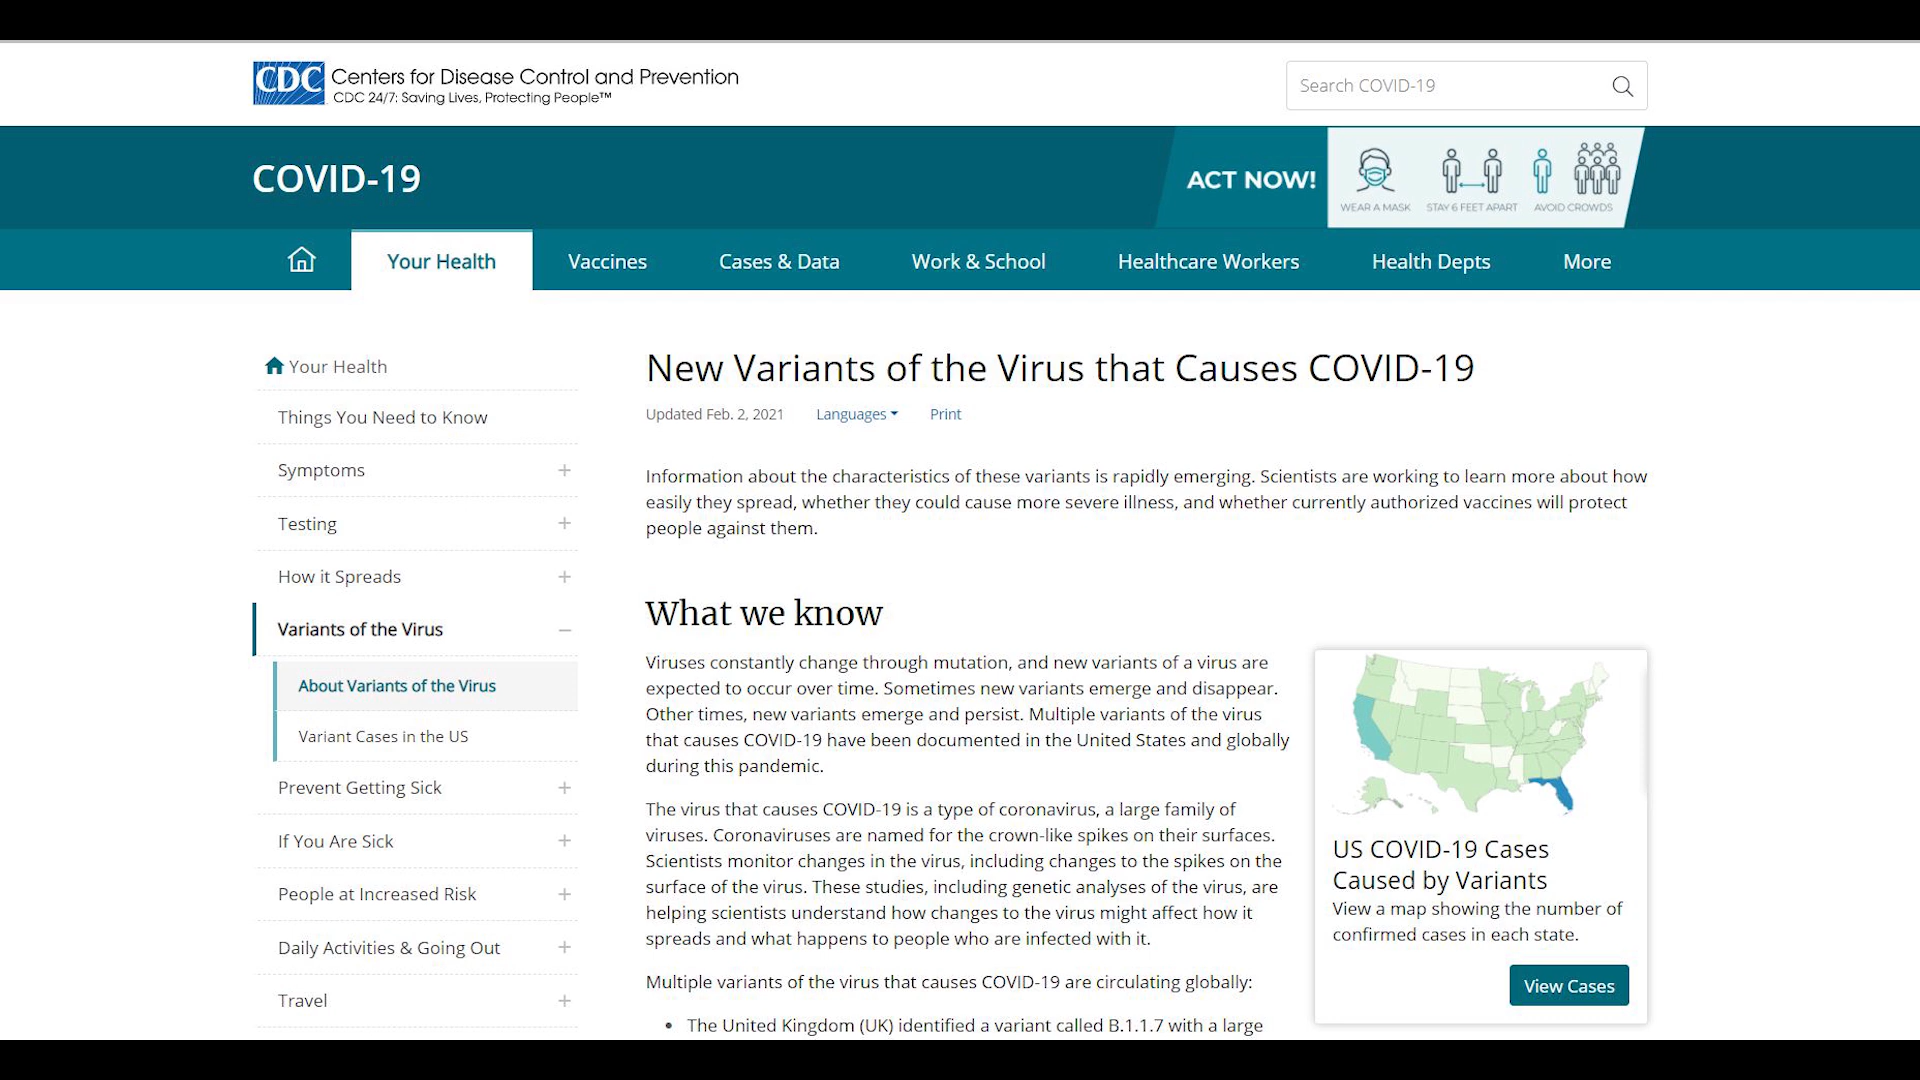 CDC Centers for Disease Control and Prevention
CDC 24/7: Saving Lives, Protecting People™
Search COVID-19
COVID-19
ACT NOW!
WEAR A MASK STAY 6 FEET APART AVOID CROWDS
Your Health Vaccines Cases & Data Work & School Healthcare Workers Health Depts More
Your Health
Things You Need to Know
Symptoms
Testing
How it Spreads
Variants of the Virus
About Variants of the Virus
Variant Cases in the US
Prevent Getting Sick
If You Are Sick
People at Increased Risk
Daily Activities & Going Out
Travel
New Variants of the Virus that Causes COVID-19
Updated Feb. 2, 2021 Languages Print
Information about the characteristics of these variants is rapidly emerging. Scientists are working to learn more about how
easily they spread, whether they could cause more severe illness, and whether currently authorized vaccines will protect
people against them.
What we know
Viruses constantly change through mutation, and new variants of a virus are
expected to occur over time. Sometimes new variants emerge and disappear.
Other times, new variants emerge and persist. Multiple variants of the virus
that causes COVID-19 have been documented in the United States and globally
during this pandemic.
The virus that causes COVID-19 is a type of coronavirus, a large family of
viruses. Coronaviruses are named for the crown-like spikes on their surfaces.
Scientists monitor changes in the virus, including changes to the spikes on the
surface of the virus. These studies, including genetic analyses of the virus, are
helping scientists understand how changes to the virus might affect how it
spreads and what happens to people who are infected with it.
Multiple variants of the virus that causes COVID-19 are circulating globally:
• The United Kingdom (UK) identified a variant called B.1.1.7 with a large
US COVID-19 Cases
Caused by Variants
View a map showing the number of
confirmed cases in each state.
View Cases